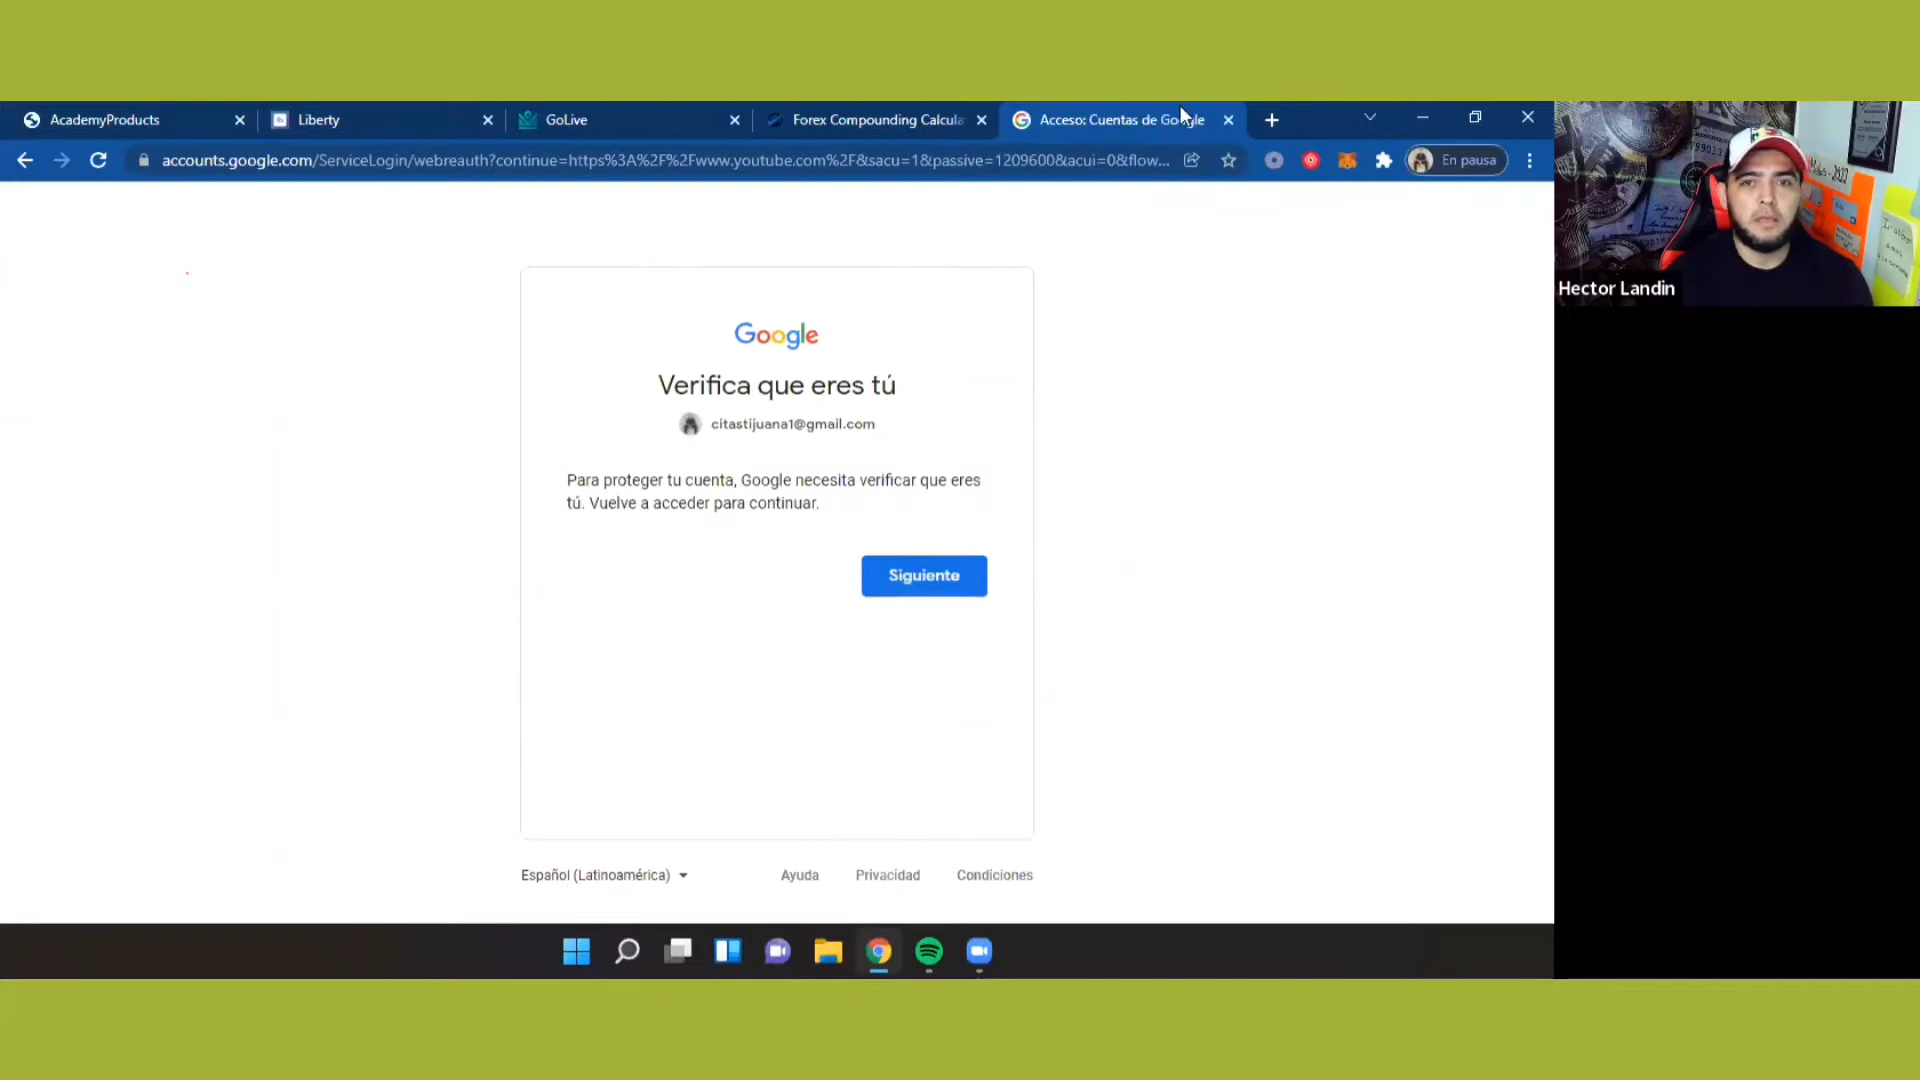 AcademyProducts
Liberty
GoLive
Forex Compounding Calcula
Acceso: Cuentas de Google
accounts.google.com/ServiceLogin/webreauth?continue=https%3A%2F%2Fwww.youtube.com%2F&sacu=1&passive=1209600&acui=0&flow...
En pausa
Hector Landin
Google
Verifica que eres tú
citastijuana1@gmail.com
Para proteger tu cuenta, Google necesita verificar que eres
tú. Vuelve a acceder para continuar.
Siguiente
Español (Latinoamérica)
Ayuda
Privacidad
Condiciones